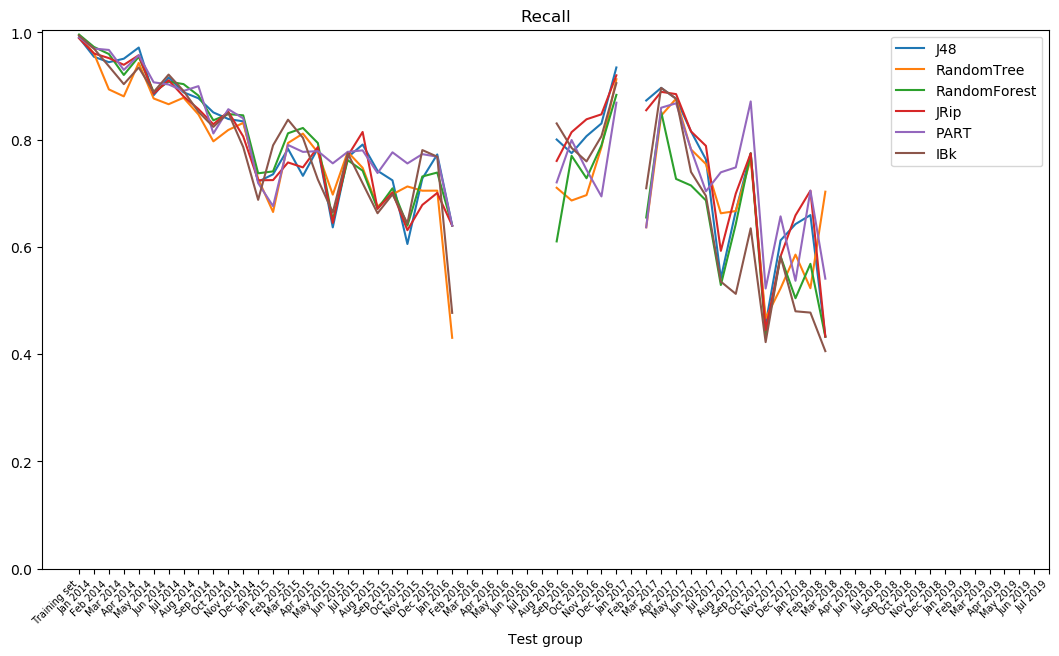 Recall
1.0
0.8
0.6
0.4
0.2
0.0
J48
RandomTree
RandomForest
JRip
PART
IBk
Training set
Jan 2014
Feb 2014
Mar 2014
Apr 2014
May 2014
Jun 2014
Jul 2014
Aug 2014
Sep 2014
Oct 2014
Nov 2014
Dec 2014
Jan 2015
Feb 2015
Mar 2015
Apr 2015
May 2015
Jun 2015
Jul 2015
Aug 2015
Sep 2015
Oct 2015
Nov 2015
Dec 2015
Jan 2016
Feb 2016
Mar 2016
Apr 2016
May 2016
Jun 2016
Jul 2016
Aug 2016
Sep 2016
Oct 2016
Nov 2016
Dec 2016
Jan 2017
Feb 2017
Mar 2017
Apr 2017
May 2017
Jun 2017
Jul 2017
Aug 2017
Sep 2017
Oct 2017
Nov 2017
Dec 2017
Jan 2018
Feb 2018
Mar 2018
Apr 2018
Jun 2018
Jul 2018
Sep 2018
Oct 2018
Nov 2018
Dec 2018
Jan 2019
Feb 2019
Mar 2019
Apr 2019
May 2019
Jun 2019
Jul 2019
Test group